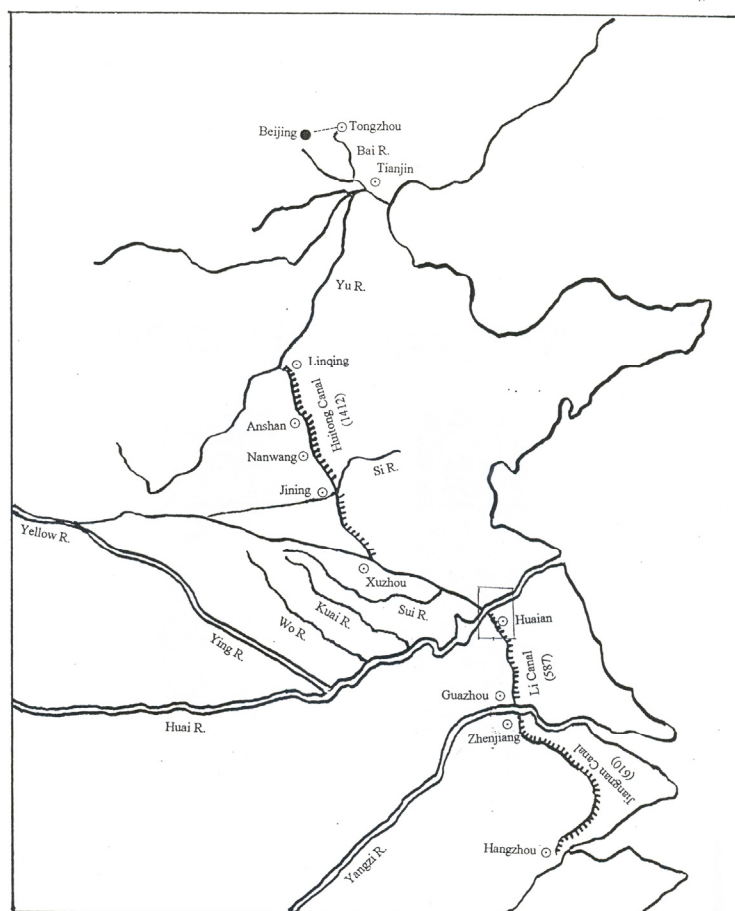 Beijing
Tongzhou
Bai R.
Tianjin
Yu R.
Linqing
Huitong Canal
(1412)
Anshan
Nanwang
Si R.
Jining
Yellow R.
Xuzhou
Sui R.
Kuai R.
Wo R.
Ying R.
Huaian
Li Canal
(587)
Guazhou
Huai R.
Zhenjiang
Jiangnan Canal
(610)
Hangzhou
Yangzi R.